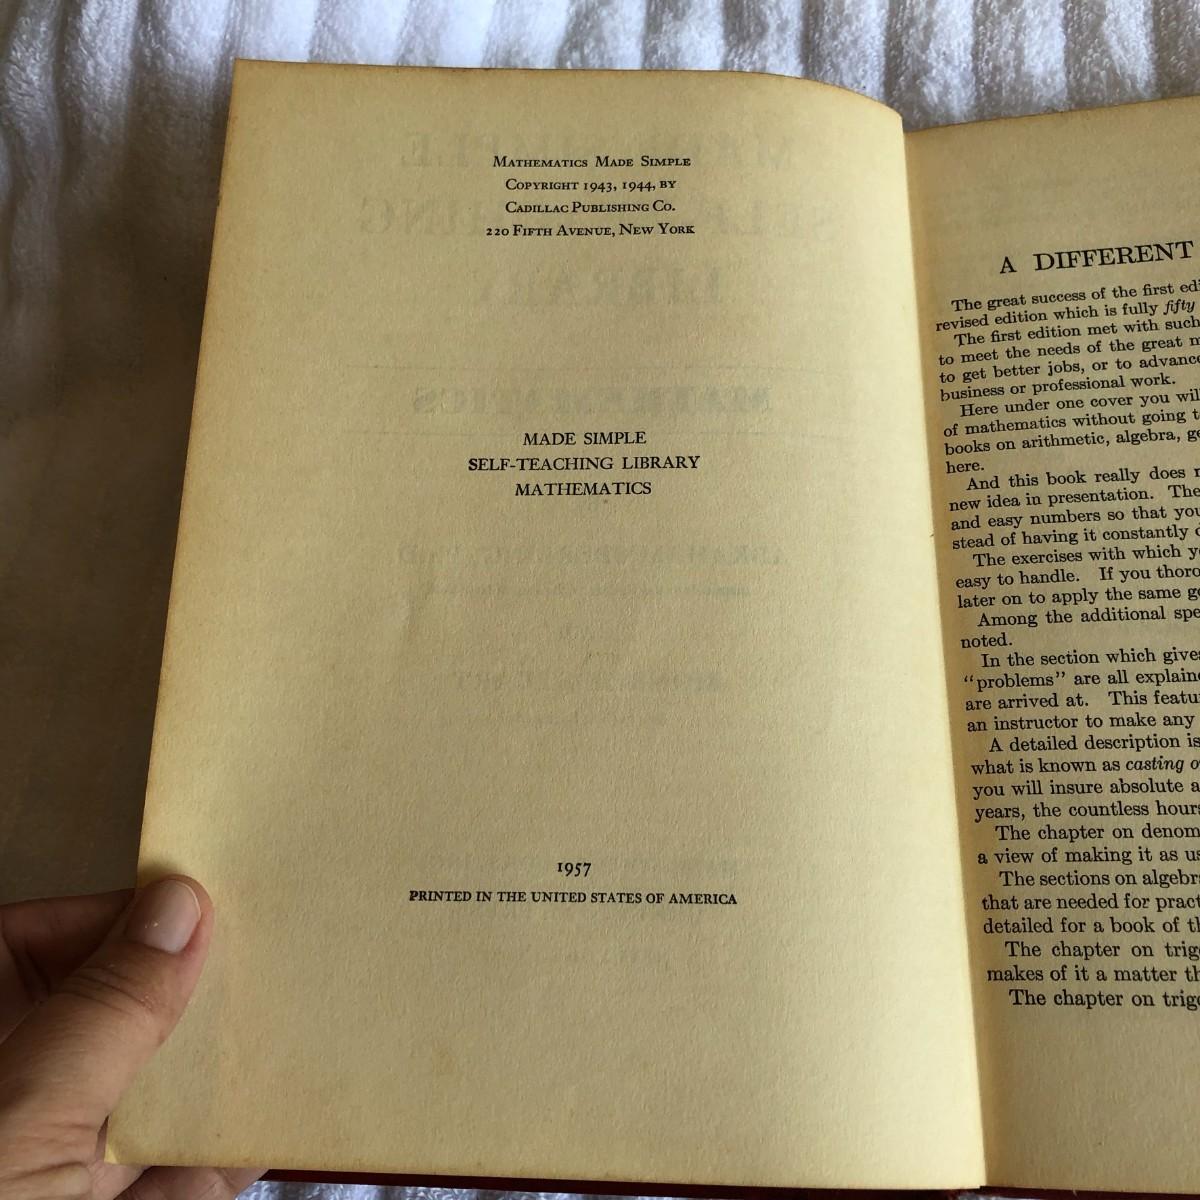 MATHEMATICS MADE SIMPLE
COPYRIGHT 1943, 1944, BY
CADILLAC PUBLISHING CO.
220 FIFTH AVENUE, NEW YORK
MADE SIMPLE
SELF-TEACHING LIBRARY
MATHEMATICS
1957
PRINTED IN THE UNITED STATES OF AMERICA
A DIFFERENT
The great success of the first edi
revised edition which is fully fifty
The first edition met with such
to meet the needs of the great m
to get better jobs, or to advance
business or professional work.
Here under one cover you will
of mathematics without going t
books on arithmetic, algebra, ge
here.
And this book really does
new idea in presentation. The
and easy numbers so that you
stead of having it constantly
The exercises with which y
easy to handle. If you thoro
later on to apply the same g
Among the additional spe
noted.
In the section which gives
"problems" are all explaine
are arrived at. This featu
an instructor to make any
A detailed description is
what is known as casting o
you will insure absolute a
years, the countless hours
The chapter on denom
a view of making it as us
The sections on algebr
that are needed for pract
detailed for a book of th
The chapter on trigo
makes of it a matter th
The chapter on trigo